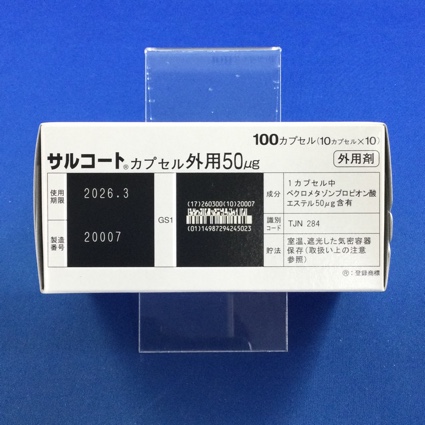 100カプセル(10カプセル×10)
サルコート®カプセル外用50μg
外用剤
使用
期限
2026.3
製造
番号
20007
GS1
(17)260300(10)20007
(01)14987294245023
成分
1カプセル中
ベクロメタゾンプロピオン酸
エステル50μg含有
識別
コード
TJN 284
貯法
室温、遮光した気密容器
保存(取扱い上の注意
参照)
®:登録商標